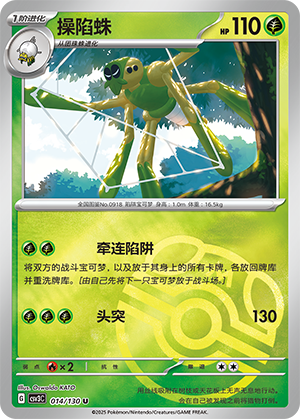 1阶进化
操陷蛛
HP 110
从团珠蛛进化
全国图鉴No.0918 陷阱宝可梦 身高：1.0m 体重：16.5kg
牵连陷阱
将双方的战斗宝可梦，以及放于其身上的所有卡牌，各放回牌库
并重洗牌库。[由自己先将下一只宝可梦放于战斗场。]
头突 130
弱点 ×2 抗性 撤退
Illus. Oswaldo KATO
G CSV3C 014/130 U
©2025 Pokémon/Nintendo/Creatures/GAME FREAK.